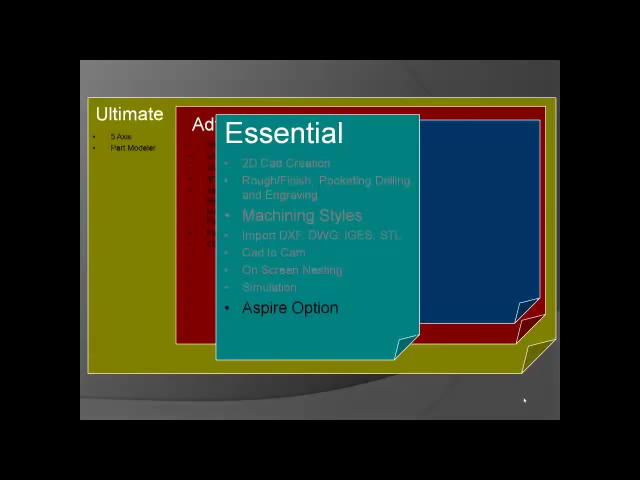 Ultimate
• 5 Axis
• Part Modeler
Ad
Essential
• 2D Cad Creation
• Rough/Finish, Pocketing Drilling
and Engraving
• Machining Styles
• Import DXF, DWG, IGES, STL
• Cad to Cam
• On Screen Nesting
• Simulation
• Aspire Option